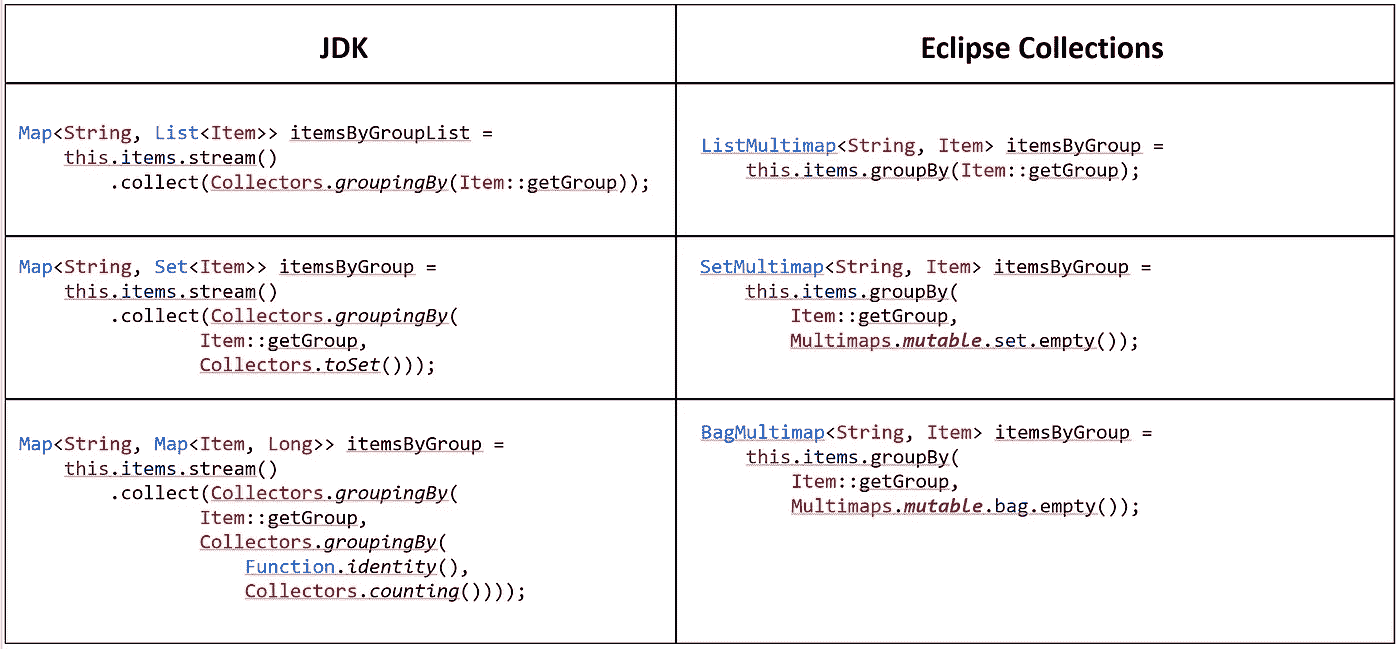 JDK
Eclipse Collections
Map<String, List<Item>> itemsByGroupList =
this.items.stream()
.collect(Collectors.groupingBy(Item::getGroup));
ListMultimap<String, Item> itemsByGroup =
this.items.groupBy(Item::getGroup);
Map<String, Set<Item>> itemsByGroup =
this.items.stream()
.collect(Collectors.groupingBy(
Item::getGroup,
Collectors.toSet()));
SetMultimap<String, Item> itemsByGroup =
this.items.groupBy(
Item::getGroup,
Multimaps.mutable.set.empty());
Map<String, Map<Item, Long>> itemsByGroup =
this.items.stream()
.collect(Collectors.groupingBy(
Item::getGroup,
Collectors.groupingBy(
Function.identity(),
Collectors.counting())));
BagMultimap<String, Item> itemsByGroup =
this.items.groupBy(
Item::getGroup,
Multimaps.mutable.bag.empty());